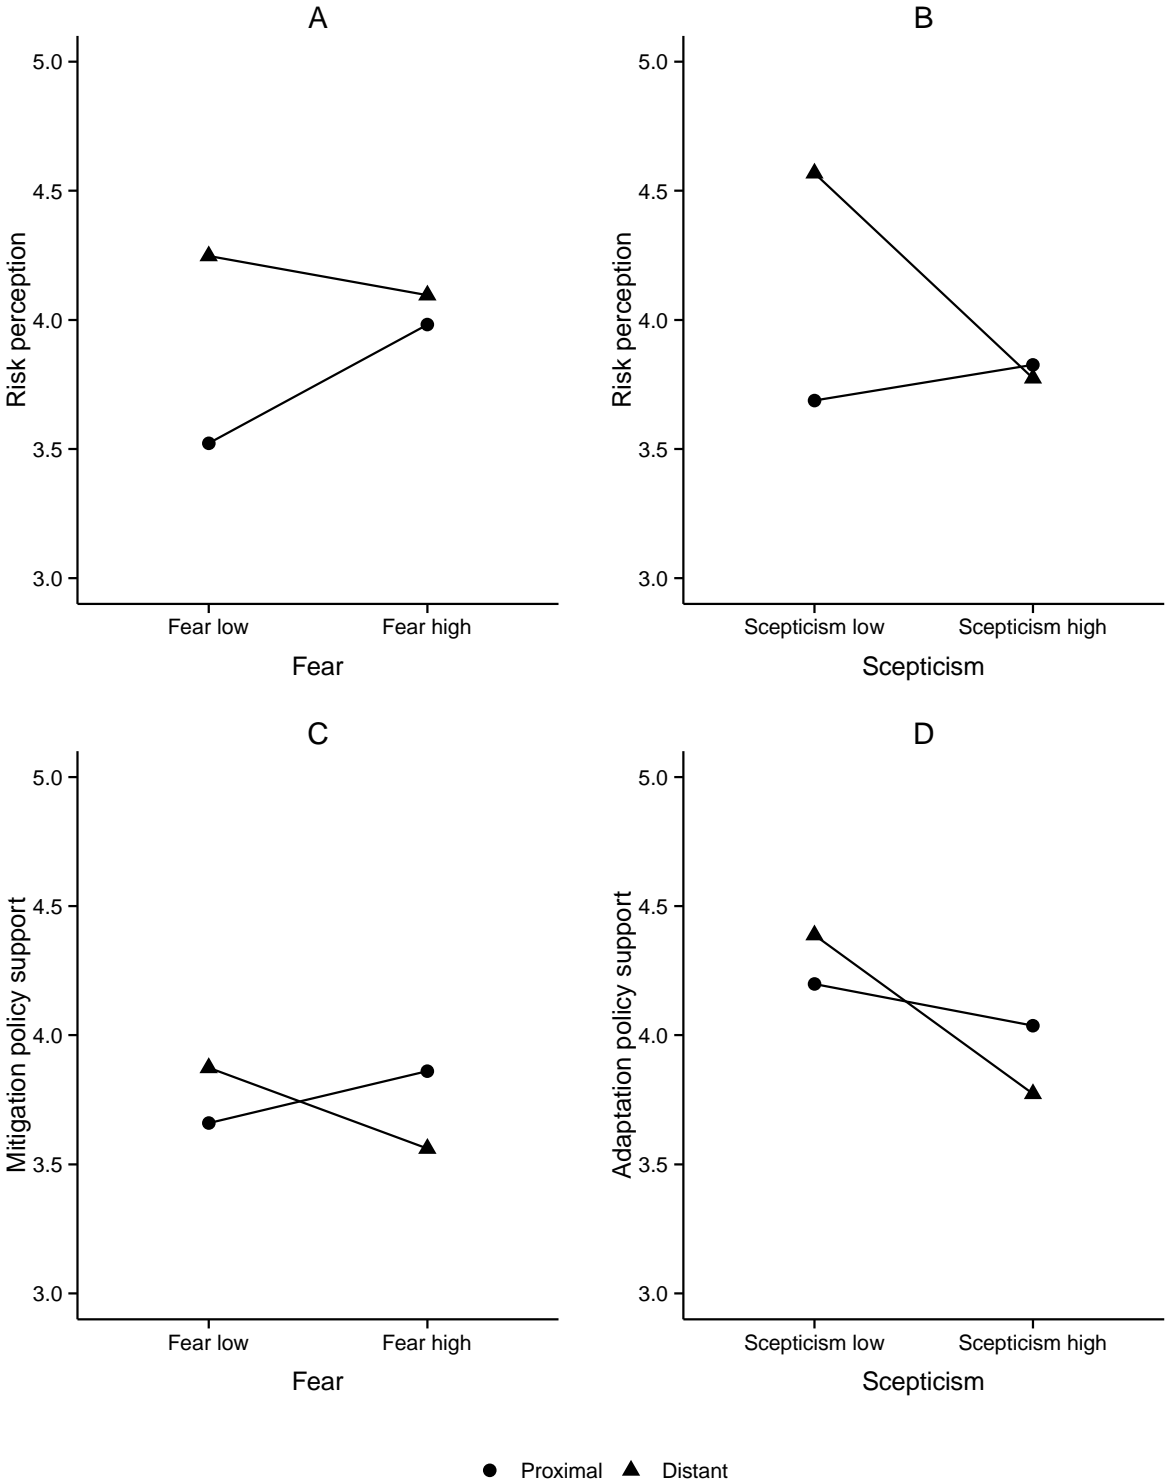 A
5.0
4.5
4.0
3.5
3.0
Risk perception
Fear low Fear high
Fear
B
5.0
4.5
4.0
3.5
3.0
Risk perception
Scepticism low Scepticism high
Scepticism
C
5.0
4.5
4.0
3.5
3.0
Mitigation policy support
Fear low Fear high
Fear
D
5.0
4.5
4.0
3.5
3.0
Adaptation policy support
Scepticism low Scepticism high
Scepticism
Proximal Distant